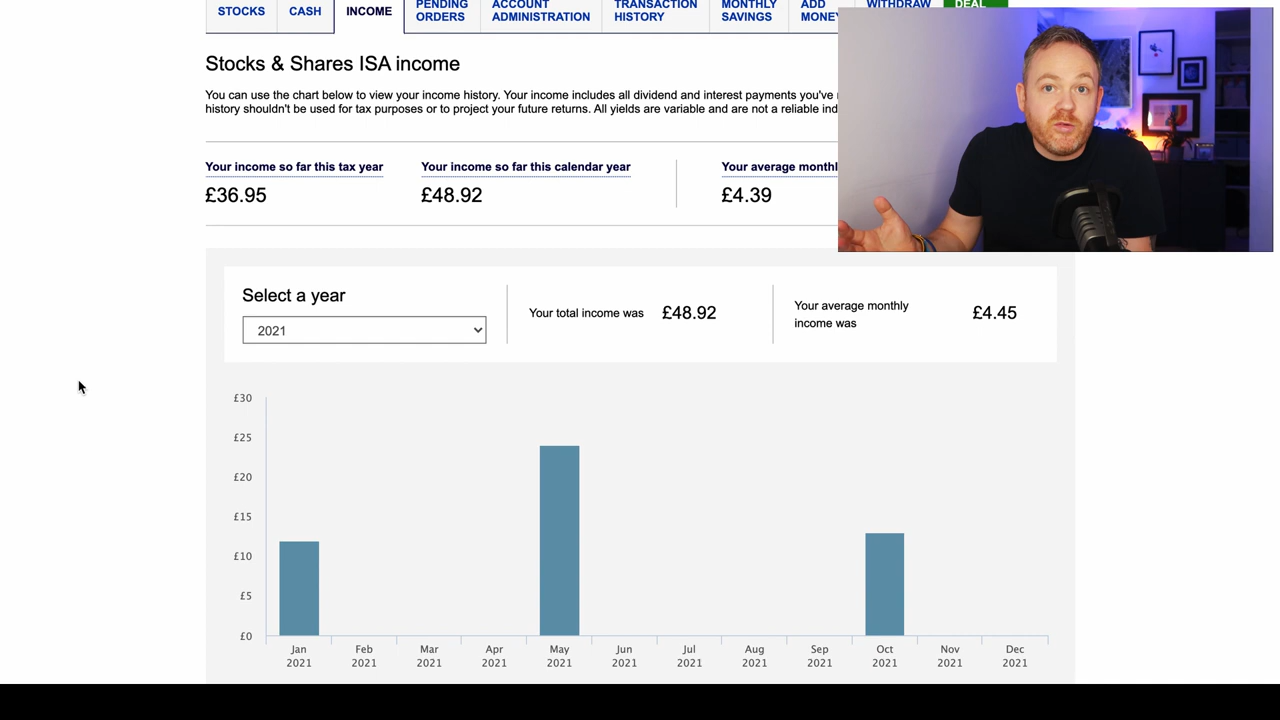 STOCKS
CASH
INCOME
PENDING
ORDERS
ACCOUNT
ADMINISTRATION
TRANSACTION
HISTORY
MONTHLY
SAVINGS
ADD
MONEY
WITHDRAW
DEAL
Stocks & Shares ISA income
You can use the chart below to view your income history. Your income includes all dividend and interest payments you've
history shouldn't be used for tax purposes or to project your future returns. All yields are variable and are not a reliable
Your income so far this tax year
Your income so far this calendar year
Your average
£36.95
£48.92
£4.39
Select a year
2021
Your total income was £48.92
Your average monthly
income was
£4.45
£30
£25
£20
£15
£10
£5
£0
Jan Feb Mar Apr May Jun Jul Aug Sep Oct Nov Dec
2021 2021 2021 2021 2021 2021 2021 2021 2021 2021 2021 2021